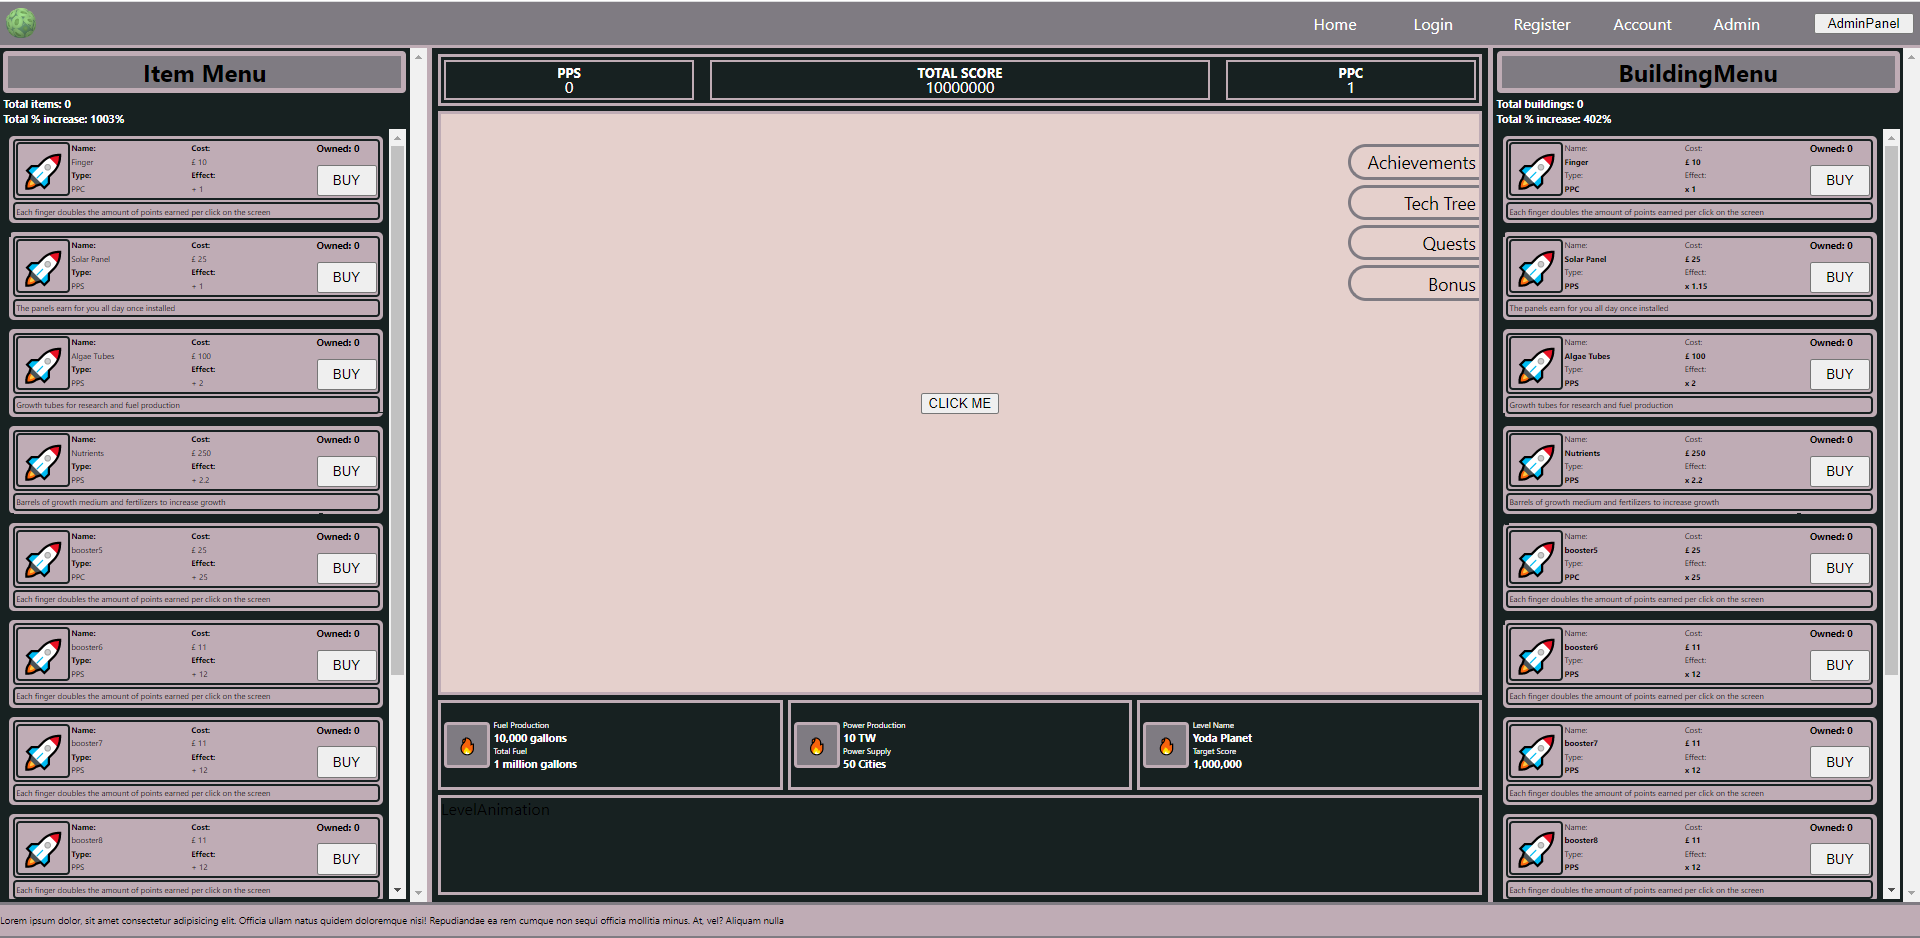 Home Login Register Account Admin AdminPanel
Item Menu
Total items: 0
Total % increase: 1003%
Name: Cost: Owned: 0
Finger £ 10
Type: Effect: BUY
PPC + 1
Each finger doubles the amount of points earned per click on the screen
Name: Cost: Owned: 0
Solar Panel £ 25
Type: Effect: BUY
PPS + 1
The panels earn for you all day once installed
Name: Cost: Owned: 0
Algae Tubes £ 100
Type: Effect: BUY
PPS + 2
Growth tubes for research and fuel production
Name: Cost: Owned: 0
Nutrients £ 250
Type: Effect: BUY
PPS + 2.2
Barrels of growth medium and fertilizers to increase growth
Name: Cost: Owned: 0
booster5 £ 25
Type: Effect: BUY
PPC + 25
Each finger doubles the amount of points earned per click on the screen
Name: Cost: Owned: 0
booster6 £ 11
Type: Effect: BUY
PPS + 12
Each finger doubles the amount of points earned per click on the screen
Name: Cost: Owned: 0
booster7 £ 11
Type: Effect: BUY
PPS + 12
Each finger doubles the amount of points earned per click on the screen
Name: Cost: Owned: 0
booster8 £ 11
Type: Effect: BUY
PPS + 12
Each finger doubles the amount of points earned per click on the screen
PPS TOTAL SCORE PPC
0 10000000 1
Achievements
Tech Tree
Quests
Bonus
CLICK ME
Fuel Production
10,000 gallons
Total Fuel
1 million gallons
Power Production
10 TW
Power Supply
50 Cities
Level Name
Yoda Planet
Target Score
1,000,000
LevelAnimation
BuildingMenu
Total buildings: 0
Total % increase: 402%
Name: Cost: Owned: 0
Finger £ 10
Type: Effect: BUY
PPC x 1
Each finger doubles the amount of points earned per click on the screen
Name: Cost: Owned: 0
Solar Panel £ 25
Type: Effect: BUY
PPS x 1.15
The panels earn for you all day once installed
Name: Cost: Owned: 0
Algae Tubes £ 100
Type: Effect: BUY
PPS x 2
Growth tubes for research and fuel production
Name: Cost: Owned: 0
Nutrients £ 250
Type: Effect: BUY
PPS x 2.2
Barrels of growth medium and fertilizers to increase growth
Name: Cost: Owned: 0
booster5 £ 25
Type: Effect: BUY
PPC x 25
Each finger doubles the amount of points earned per click on the screen
Name: Cost: Owned: 0
booster6 £ 11
Type: Effect: BUY
PPS x 12
Each finger doubles the amount of points earned per click on the screen
Name: Cost: Owned: 0
booster7 £ 11
Type: Effect: BUY
PPS x 12
Each finger doubles the amount of points earned per click on the screen
Name: Cost: Owned: 0
booster8 £ 11
Type: Effect: BUY
PPS x 12
Each finger doubles the amount of points earned per click on the screen
Lorem ipsum dolor, sit amet consectetur adipisicing elit. Officia ullam natus quidem doloremque nisi! Repudiandae ea rem cumque non sequi officia mollitia minus. At, vel? Aliquam nulla